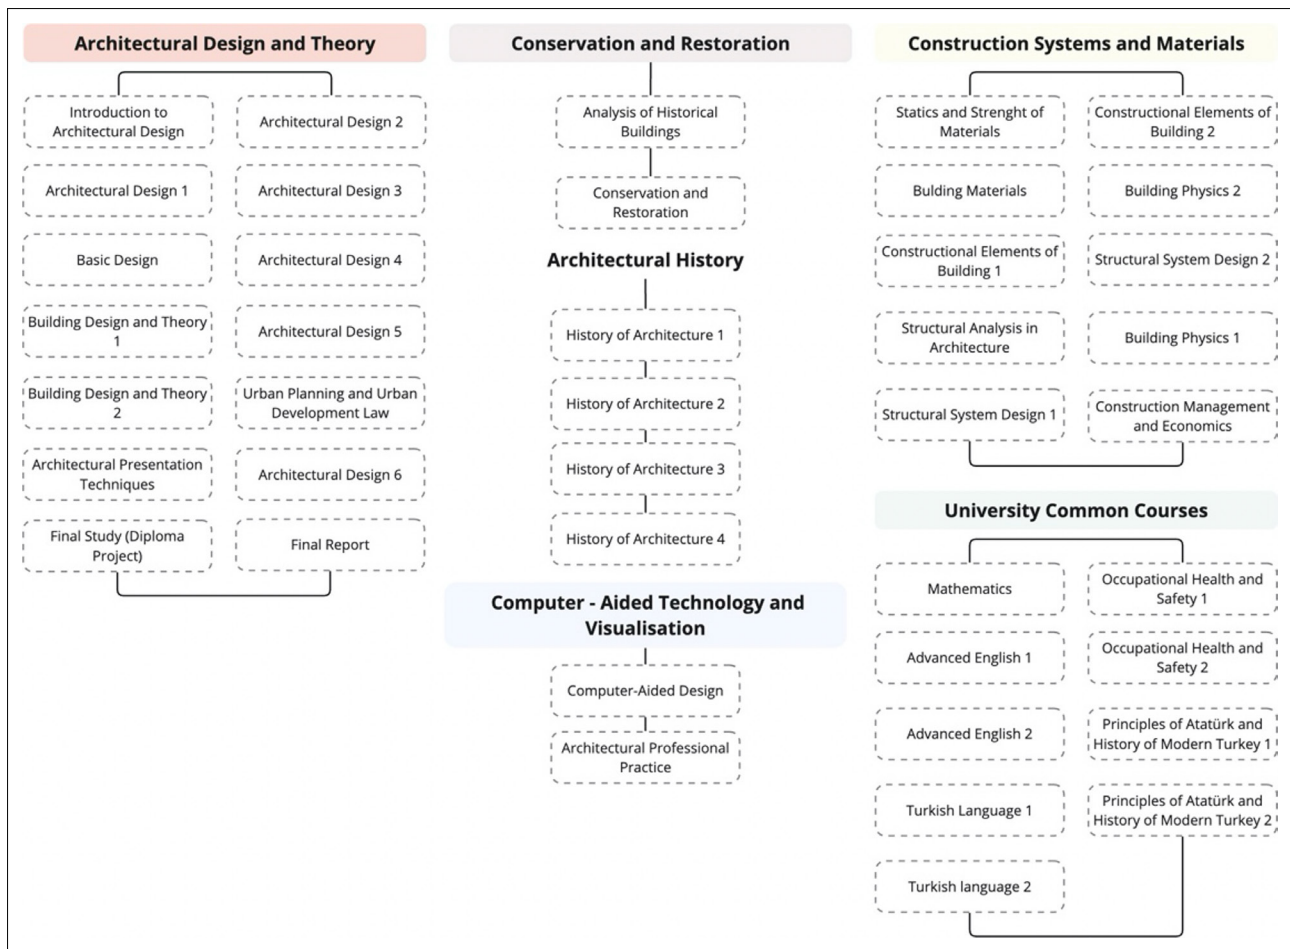 Architectural Design and Theory
Introduction to
Architectural Design
Architectural Design 1
Basic Design
Building Design and Theory
1
Building Design and Theory
2
Architectural Presentation
Techniques
Final Study (Diploma
Project)
Architectural Design 2
Architectural Design 3
Architectural Design 4
Architectural Design 5
Urban Planning and Urban
Development Law
Architectural Design 6
Final Report
Conservation and Restoration
Analysis of Historical
Buildings
Conservation and
Restoration
Architectural History
History of Architecture 1
History of Architecture 2
History of Architecture 3
History of Architecture 4
Computer - Aided Technology and
Visualisation
Computer-Aided Design
Architectural Professional
Practice
Construction Systems and Materials
Statics and Strenght of
Materials
Bulding Materials
Constructional Elements of
Building 1
Structural Analysis in
Architecture
Structural System Design 1
Constructional Elements of
Building 2
Building Physics 2
Structural System Design 2
Building Physics 1
Construction Management
and Economics
University Common Courses
Mathematics
Advanced English 1
Advanced English 2
Turkish Language 1
Turkish language 2
Occupational Health and
Safety 1
Occupational Health and
Safety 2
Principles of Atatürk and
History of Modern Turkey 1
Principles of Atatürk and
History of Modern Turkey 2